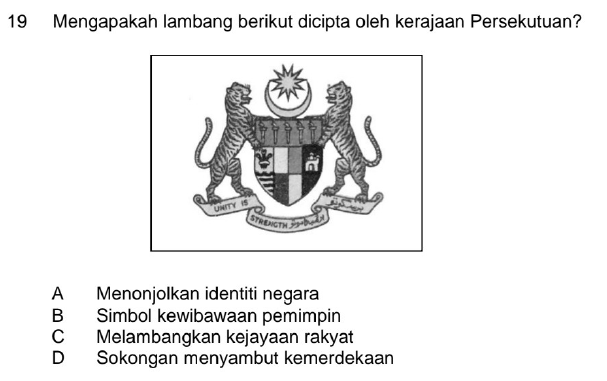 19 Mengapakah lambang berikut dicipta oleh kerajaan Persekutuan?
UNITY IS
STRENGTH
A Menonjolkan identiti negara
B Simbol kewibawaan pemimpin
C Melambangkan kejayaan rakyat
D Sokongan menyambut kemerdekaan